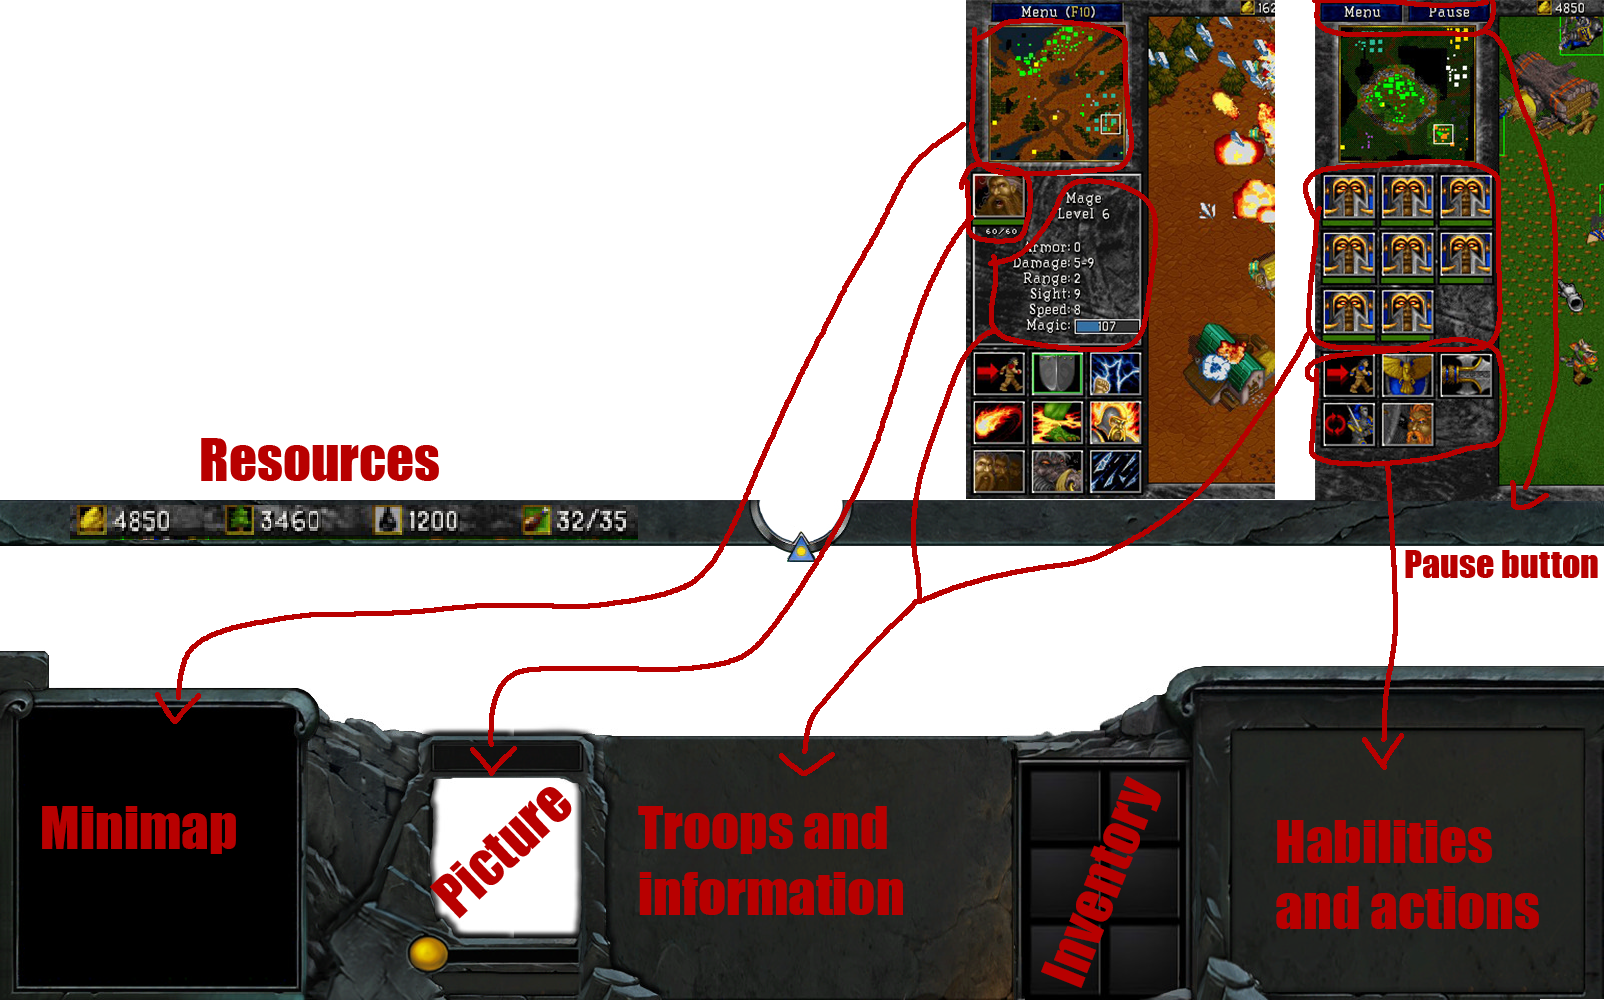 Menu (F10)
162
Menu
Pause
4850
60/60
Mage
Level 6
Armor: 0
Damage: 5-9
Range: 2
Sight: 9
Speed: 8
Magic: 107
Resources
4850
3460
1200
32/35
Pause button
Minimap
Picture
Troops and
information
Inventory
Habilities
and actions